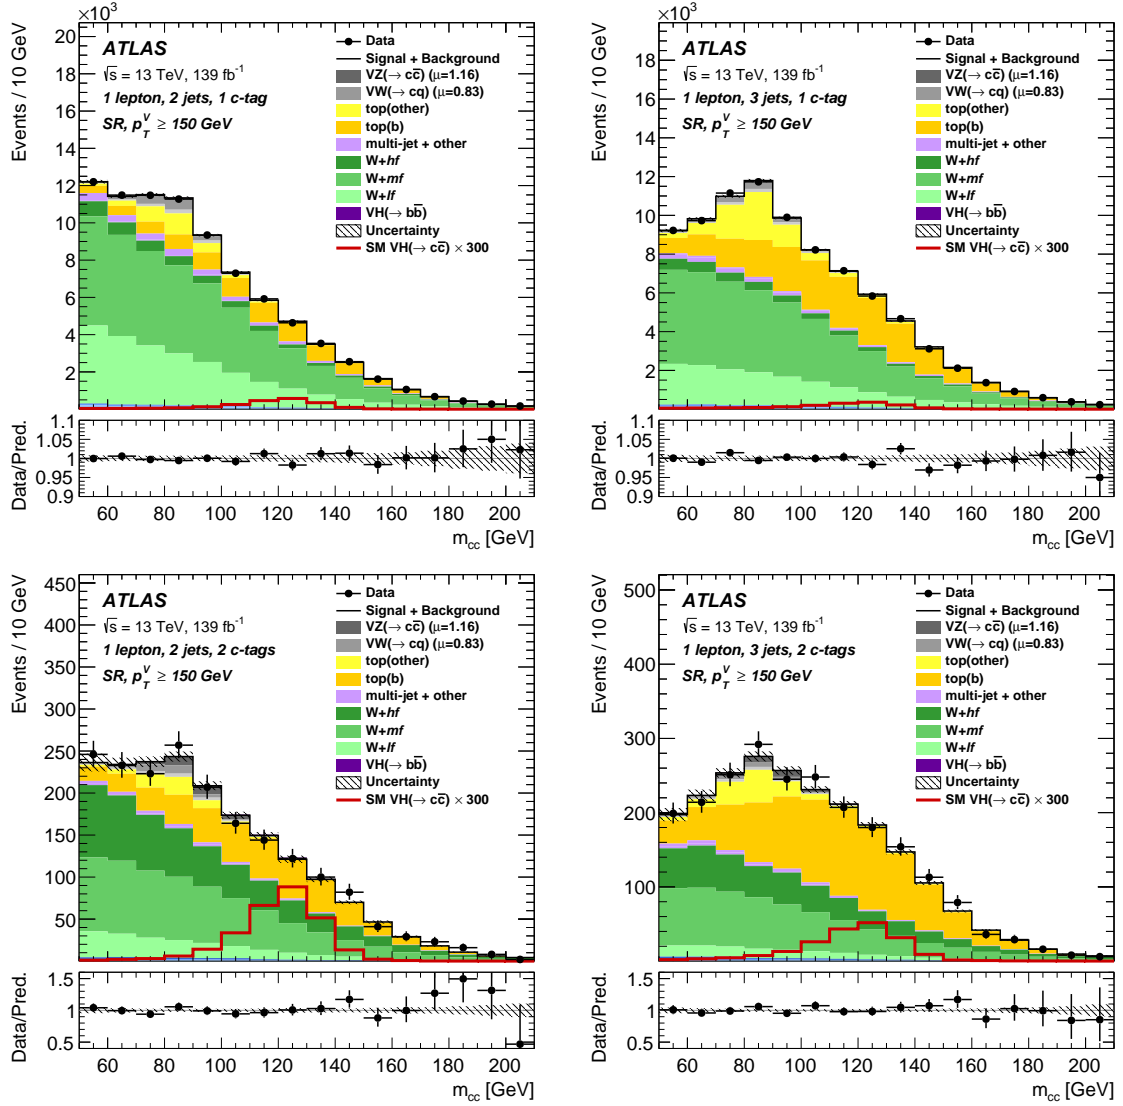 ×10³
Events / 10 GeV
20
18
16
14
12
10
8
6
4
2
ATLAS
√s = 13 TeV, 139 fb⁻¹
1 lepton, 2 jets, 1 c-tag
SR, p_T^V ≥ 150 GeV
Data
Signal + Background
VZ(→ cc̅) (μ=1.16)
VW(→ cq) (μ=0.83)
top(other)
top(b)
multi-jet + other
W+hf
W+mf
W+lf
VH(→ bb̅)
Uncertainty
SM VH(→ cc̅) × 300
Data/Pred.
1.1
1.05
1
0.95
0.9
60 80 100 120 140 160 180 200
m_cc [GeV]
×10³
Events / 10 GeV
18
16
14
12
10
8
6
4
2
ATLAS
√s = 13 TeV, 139 fb⁻¹
1 lepton, 3 jets, 1 c-tag
SR, p_T^V ≥ 150 GeV
Data
Signal + Background
VZ(→ cc̅) (μ=1.16)
VW(→ cq) (μ=0.83)
top(other)
top(b)
multi-jet + other
W+hf
W+mf
W+lf
VH(→ bb̅)
Uncertainty
SM VH(→ cc̅) × 300
Data/Pred.
1.1
1.05
1
0.95
0.9
60 80 100 120 140 160 180 200
m_cc [GeV]
Events / 10 GeV
450
400
350
300
250
200
150
100
50
ATLAS
√s = 13 TeV, 139 fb⁻¹
1 lepton, 2 jets, 2 c-tags
SR, p_T^V ≥ 150 GeV
Data
Signal + Background
VZ(→ cc̅) (μ=1.16)
VW(→ cq) (μ=0.83)
top(other)
top(b)
multi-jet + other
W+hf
W+mf
W+lf
VH(→ bb̅)
Uncertainty
SM VH(→ cc̅) × 300
Data/Pred.
1.5
1
0.5
60 80 100 120 140 160 180 200
m_cc [GeV]
Events / 10 GeV
500
400
300
200
100
ATLAS
√s = 13 TeV, 139 fb⁻¹
1 lepton, 3 jets, 2 c-tags
SR, p_T^V ≥ 150 GeV
Data
Signal + Background
VZ(→ cc̅) (μ=1.16)
VW(→ cq) (μ=0.83)
top(other)
top(b)
multi-jet + other
W+hf
W+mf
W+lf
VH(→ bb̅)
Uncertainty
SM VH(→ cc̅) × 300
Data/Pred.
1.5
1
0.5
60 80 100 120 140 160 180 200
m_cc [GeV]